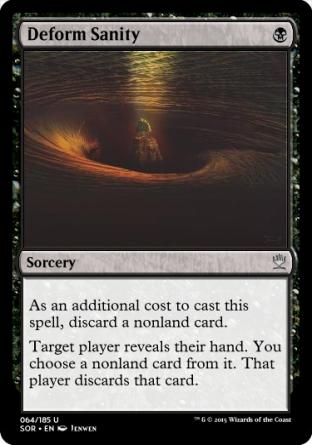 Deform Sanity
Sorcery
As an additional cost to cast this
spell, discard a nonland card.
Target player reveals their hand. You
choose a nonland card from it. That
player discards that card.
064/185 U
SOR • EN JENWEN
™ & © 2015 Wizards of the Coast